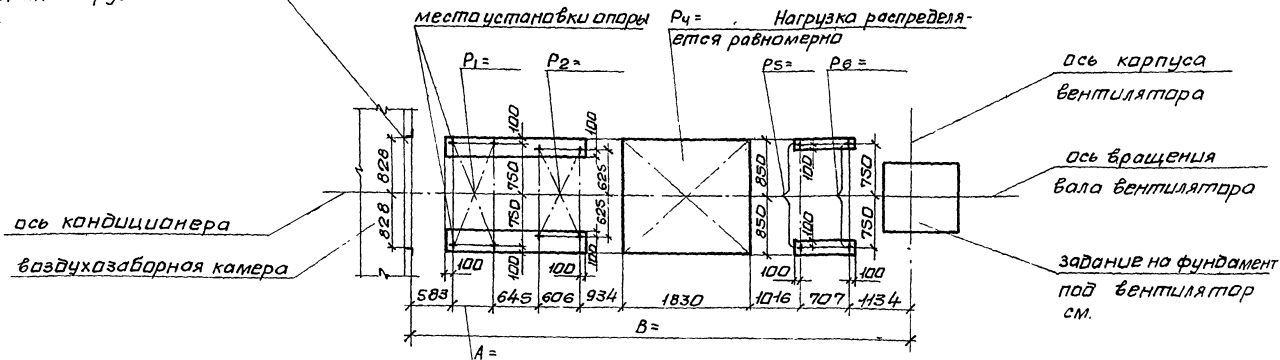 места установки опоры
P4= . Нагрузка распределя-
ется равномерно
P1=
P2=
P5=
P6=
ось корпуса
вентилятора
ось вращения
вала вентилятора
ось кондиционера
воздухозаборная камера
задание на фундамент
под вентилятор
см.
828
828
100
750
750
100
100
625
625
100
850
850
100
100
750
750
100
100
100
100
583
645
606
934
1830
1016
707
1134
B=
A=